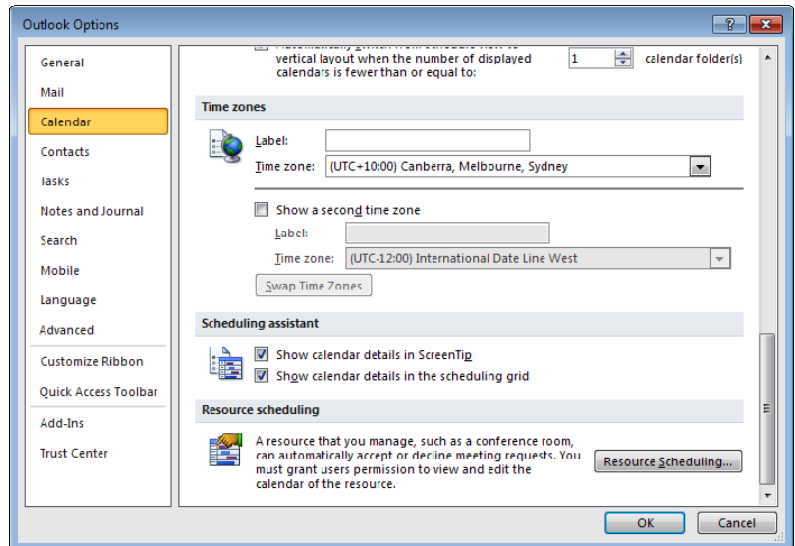 Outlook Options
General
Mail
Calendar
Contacts
Tasks
Notes and Journal
Search
Mobile
Language
Advanced
Customize Ribbon
Quick Access Toolbar
Add-Ins
Trust Center
Automatically switch from schedule view to
vertical layout when the number of displayed 1 calendar folder(s)
calendars is fewer than or equal to:
Time zones
Label:
Time zone: (UTC+10:00) Canberra, Melbourne, Sydney
Show a second time zone
Label:
Time zone: (UTC-12:00) International Date Line West
Swap Time Zones
Scheduling assistant
Show calendar details in ScreenTip
Show calendar details in the scheduling grid
Resource scheduling
A resource that you manage, such as a conference room,
can automatically accept or decline meeting requests. You
must grant users permission to view and edit the
calendar of the resource.
Resource Scheduling...
OK Cancel